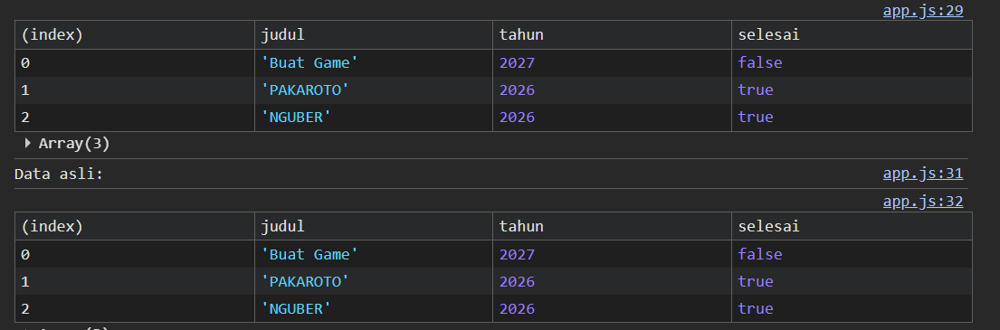 app.js:29
(index) judul tahun selesai
0 'Buat Game' 2027 false
1 'PAKAROTO' 2026 true
2 'NGUBER' 2026 true
▶ Array(3)
Data asli: app.js:31
app.js:32
(index) judul tahun selesai
0 'Buat Game' 2027 false
1 'PAKAROTO' 2026 true
2 'NGUBER' 2026 true